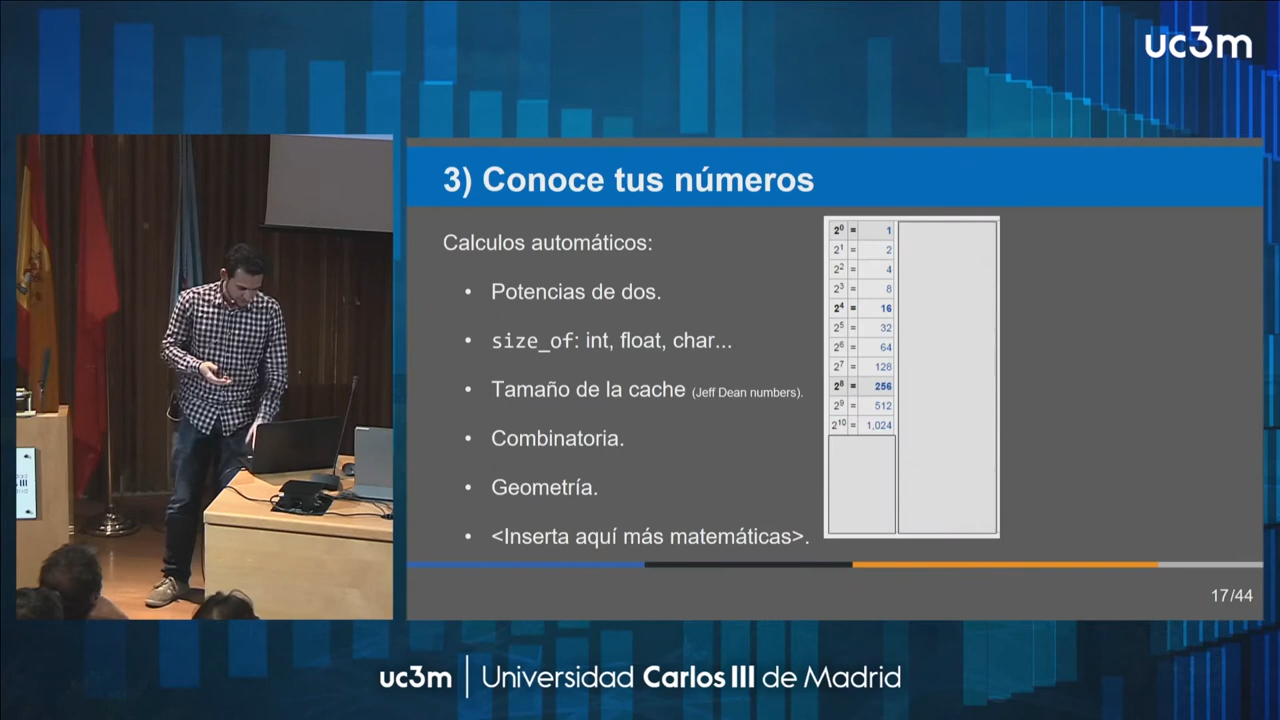 uc3m
3) Conoce tus números
Calculos automáticos:
• Potencias de dos.
• size_of: int, float, char...
• Tamaño de la cache (Jeff Dean numbers).
• Combinatoria.
• Geometría.
• <Inserta aquí más matemáticas>.
2⁰ = 1
2¹ = 2
2² = 4
2³ = 8
2⁴ = 16
2⁵ = 32
2⁶ = 64
2⁷ = 128
2⁸ = 256
2⁹ = 512
2¹⁰ = 1,024
17/44
uc3m | Universidad Carlos III de Madrid